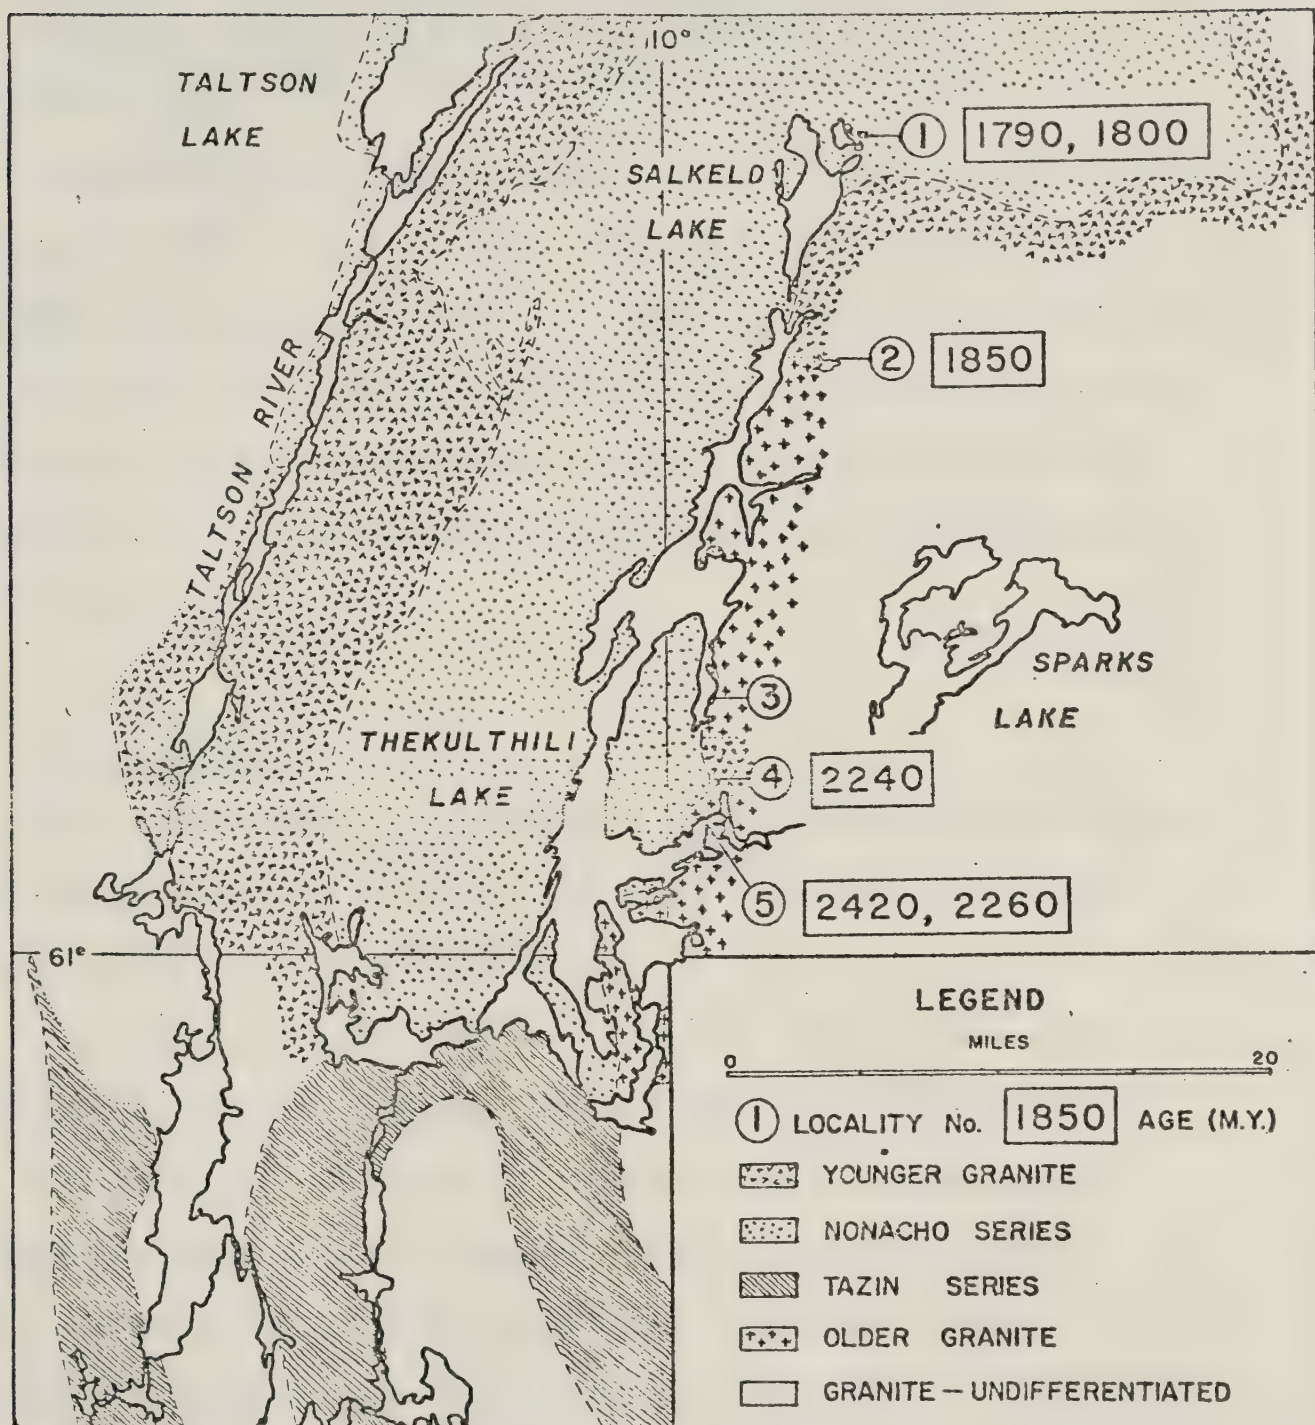 110°
TALTSON
LAKE
① 1790, 1800
SALKELD
LAKE
② 1850
TALTSON RIVER
SPARKS
LAKE
③
THEKULTHILI
LAKE
④ 2240
⑤ 2420, 2260
61°
LEGEND
MILES
0 20
① LOCALITY No. 1850 AGE (M.Y.)
YOUNGER GRANITE
NONACHO SERIES
TAZIN SERIES
OLDER GRANITE
GRANITE — UNDIFFERENTIATED